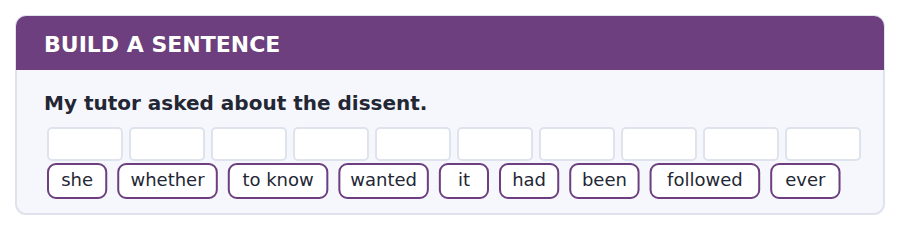 BUILD A SENTENCE
My tutor asked about the dissent.
she whether to know wanted it had been followed ever